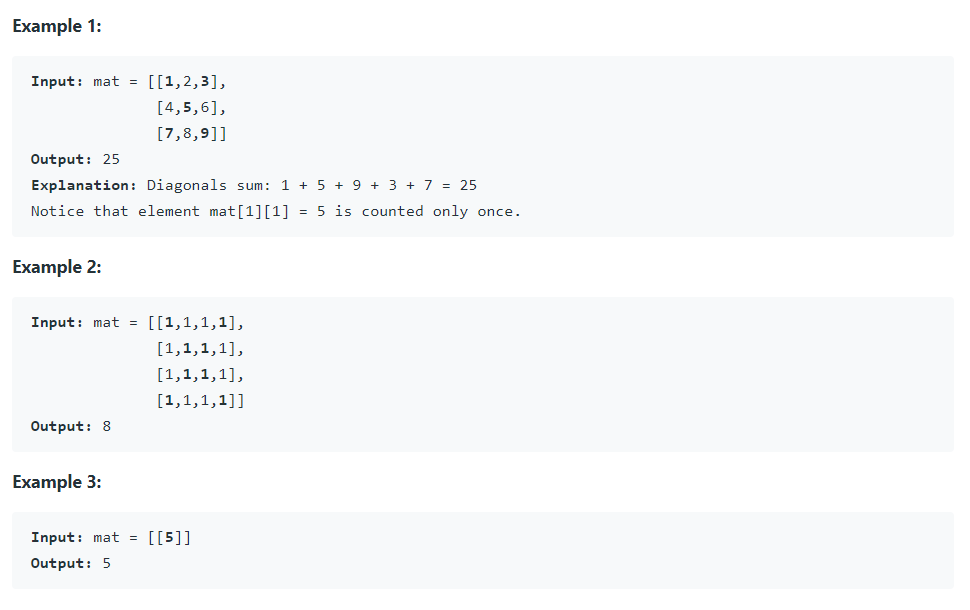 Example 1:
Input: mat = [[1,2,3],
[4,5,6],
[7,8,9]]
Output: 25
Explanation: Diagonals sum: 1 + 5 + 9 + 3 + 7 = 25
Notice that element mat[1][1] = 5 is counted only once.
Example 2:
Input: mat = [[1,1,1,1],
[1,1,1,1],
[1,1,1,1],
[1,1,1,1]]
Output: 8
Example 3:
Input: mat = [[5]]
Output: 5